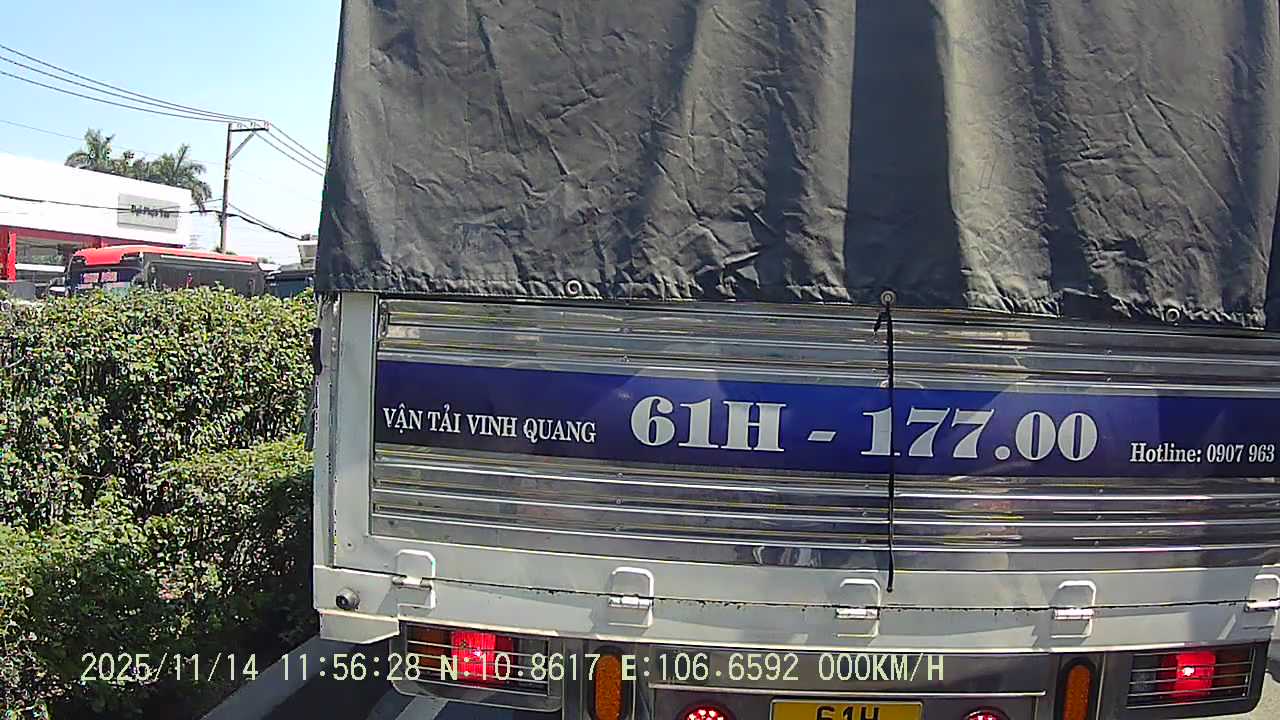 VẬN TẢI VINH QUANG
61H - 177.00
Hotline: 0907 963
2025/11/14 11:56:28 N:10.8617 E:106.6592 000KM/H
61H